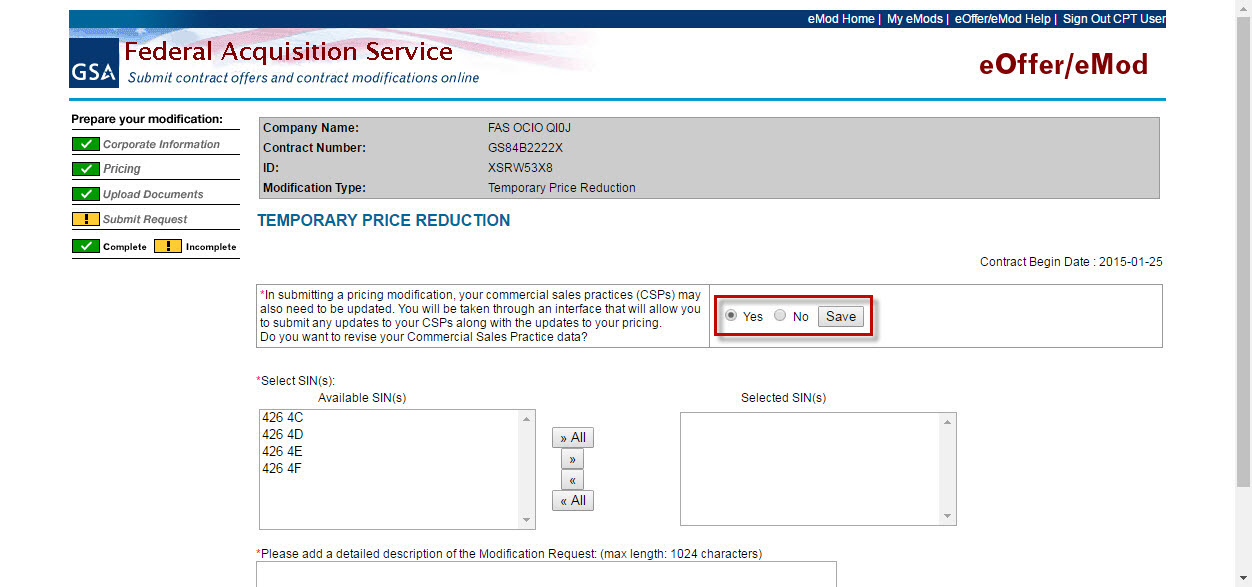 eMod Home | My eMods | eOffer/eMod Help | Sign Out CPT User
GSA
Federal Acquisition Service
Submit contract offers and contract modifications online
eOffer/eMod
Prepare your modification:
Corporate Information
Pricing
Upload Documents
Submit Request
Complete Incomplete
Company Name: FAS OCIO QI0J
Contract Number: GS84B2222X
ID: XSRW53X8
Modification Type: Temporary Price Reduction
TEMPORARY PRICE REDUCTION
Contract Begin Date : 2015-01-25
*In submitting a pricing modification, your commercial sales practices (CSPs) may
also need to be updated. You will be taken through an interface that will allow you
to submit any updates to your CSPs along with the updates to your pricing.
Do you want to revise your Commercial Sales Practice data?
Yes No Save
*Select SIN(s):
Available SIN(s)
426 4C
426 4D
426 4E
426 4F
» All
»
«
« All
Selected SIN(s)
*Please add a detailed description of the Modification Request: (max length: 1024 characters)